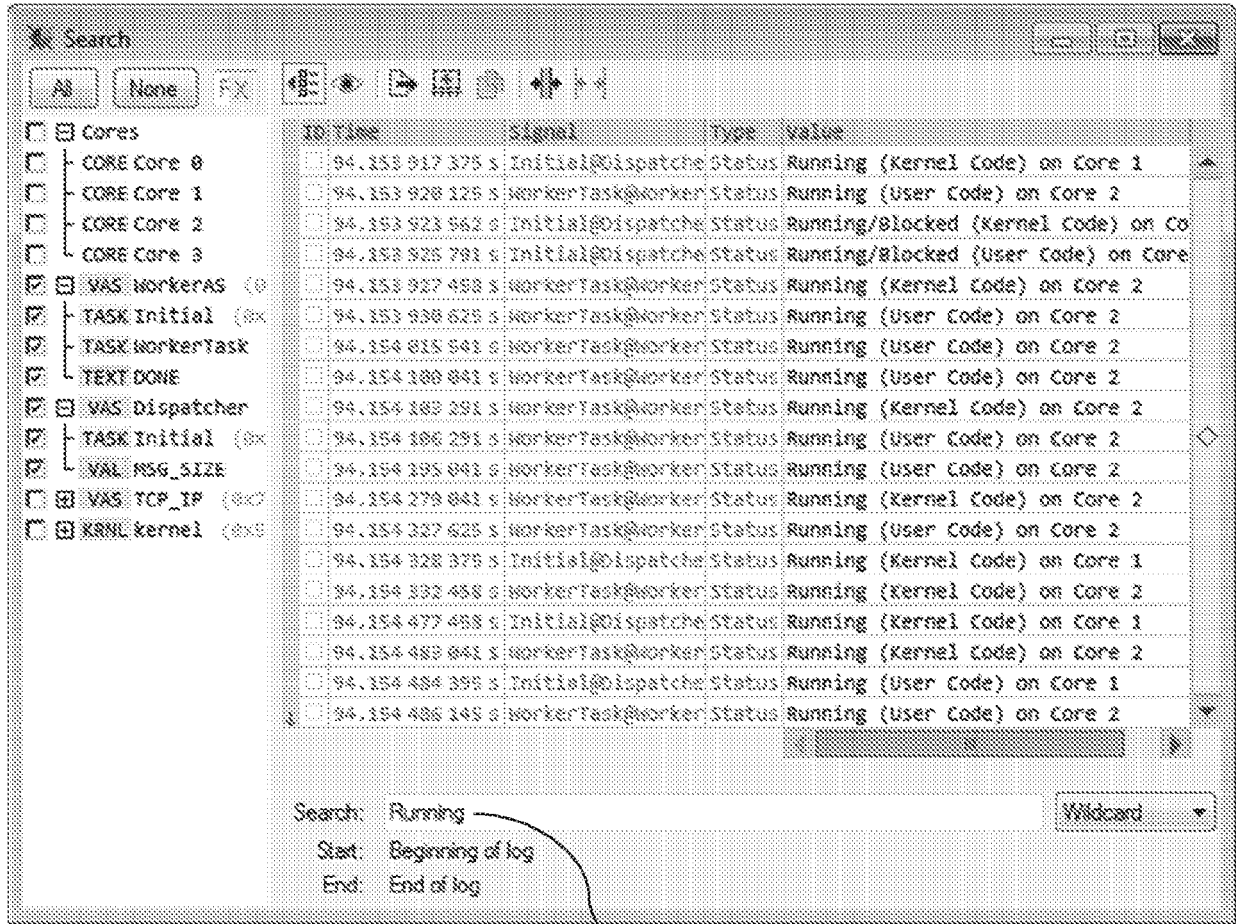 Search
All None FX
Cores
CORE Core 0
CORE Core 1
CORE Core 2
CORE Core 3
VAS WorkerAS (0
TASK Initial (0x
TASK WorkerTask
TEXT DONE
VAS Dispatcher
TASK Initial (0x
VAL MSG_SIZE
VAS TCP_IP (0x7
KRNL kernel
ID Time Signal Type Value
94.153 917 375 s Initial@Dispatche Status Running (Kernel Code) on Core 1
94.153 920 125 s WorkerTask@Worker Status Running (User Code) on Core 2
94.153 923 562 s Initial@Dispatche Status Running/Blocked (Kernel Code) on Co
94.153 925 791 s Initial@Dispatche Status Running/Blocked (User Code) on Core
94.153 927 458 s WorkerTask@Worker Status Running (Kernel Code) on Core 2
94.153 930 625 s WorkerTask@Worker Status Running (User Code) on Core 2
94.154 015 541 s WorkerTask@Worker Status Running (User Code) on Core 2
94.154 100 041 s WorkerTask@Worker Status Running (User Code) on Core 2
94.154 103 291 s WorkerTask@Worker Status Running (Kernel Code) on Core 2
94.154 106 291 s WorkerTask@Worker Status Running (User Code) on Core 2
94.154 195 041 s WorkerTask@Worker Status Running (User Code) on Core 2
94.154 279 041 s WorkerTask@Worker Status Running (Kernel Code) on Core 2
94.154 327 625 s WorkerTask@Worker Status Running (User Code) on Core 2
94.154 328 375 s Initial@Dispatche Status Running (Kernel Code) on Core 1
94.154 332 458 s WorkerTask@Worker Status Running (Kernel Code) on Core 2
94.154 477 458 s Initial@Dispatche Status Running (Kernel Code) on Core 1
94.154 483 041 s WorkerTask@Worker Status Running (Kernel Code) on Core 2
94.154 484 395 s Initial@Dispatche Status Running (User Code) on Core 1
94.154 486 145 s WorkerTask@Worker Status Running (User Code) on Core 2
Search: Running Wildcard
Start: Beginning of log
End: End of log